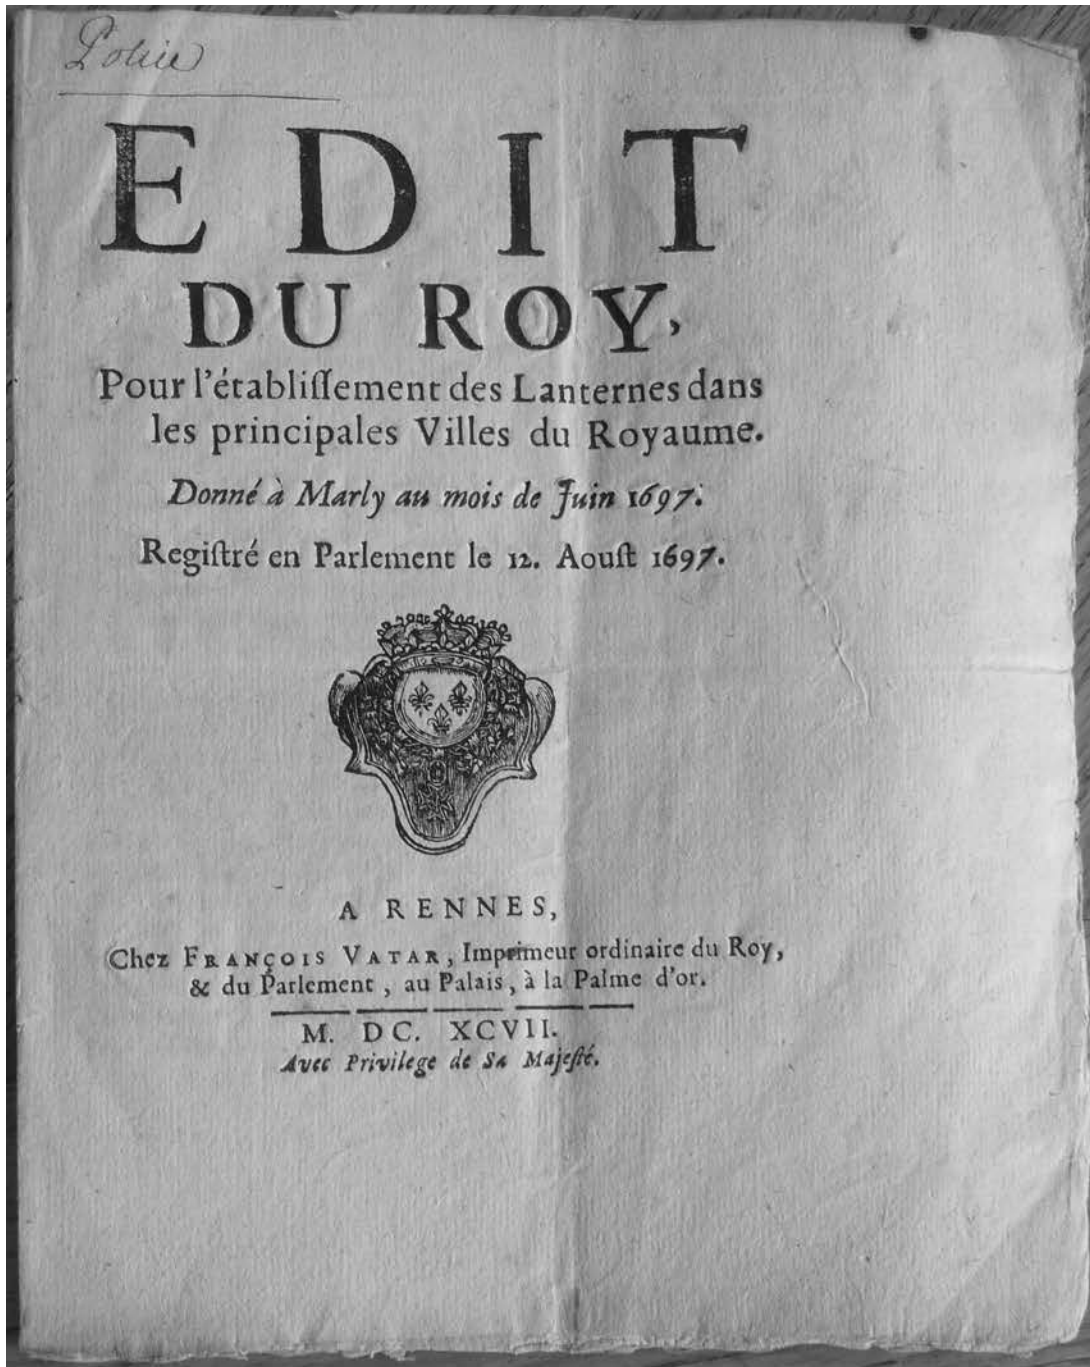 Police
EDIT
DU ROY,
Pour l'établiſſement des Lanternes dans
les principales Villes du Royaume.
Donné à Marly au mois de Juin 1697.
Regiſtré en Parlement le 12. Aouſt 1697.
A RENNES,
Chez FRANÇOIS VATAR, Imprimeur ordinaire du Roy,
& du Parlement, au Palais, à la Palme d'or.
M. DC. XCVII.
Avec Privilege de Sa Majeſté.